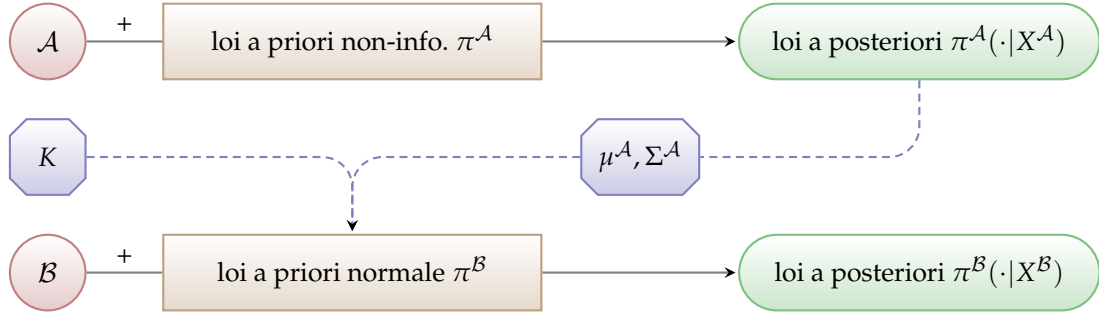 𝒜 + loi a priori non-info. π^𝒜 loi a posteriori π^𝒜(·|X^𝒜)
K μ^𝒜, Σ^𝒜
ℬ + loi a priori normale π^ℬ loi a posteriori π^ℬ(·|X^ℬ)